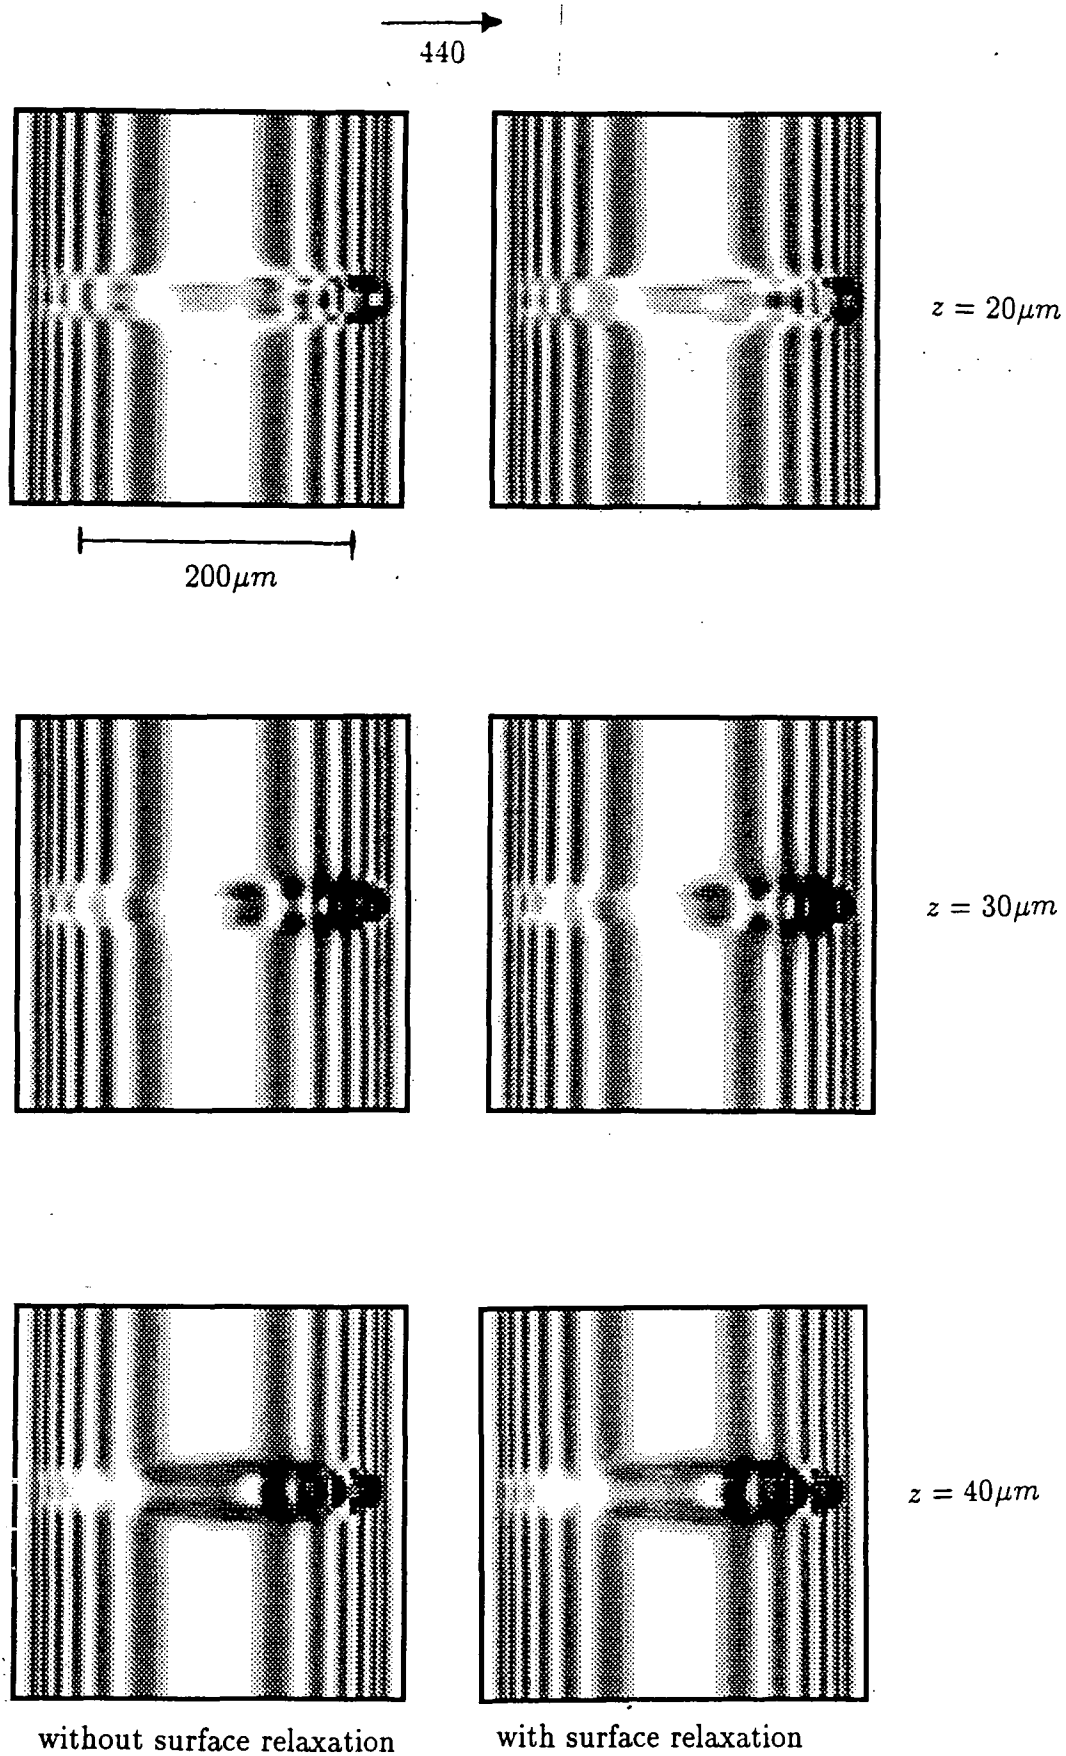 440
z = 20μm
200μm
z = 30μm
z = 40μm
without surface relaxation
with surface relaxation